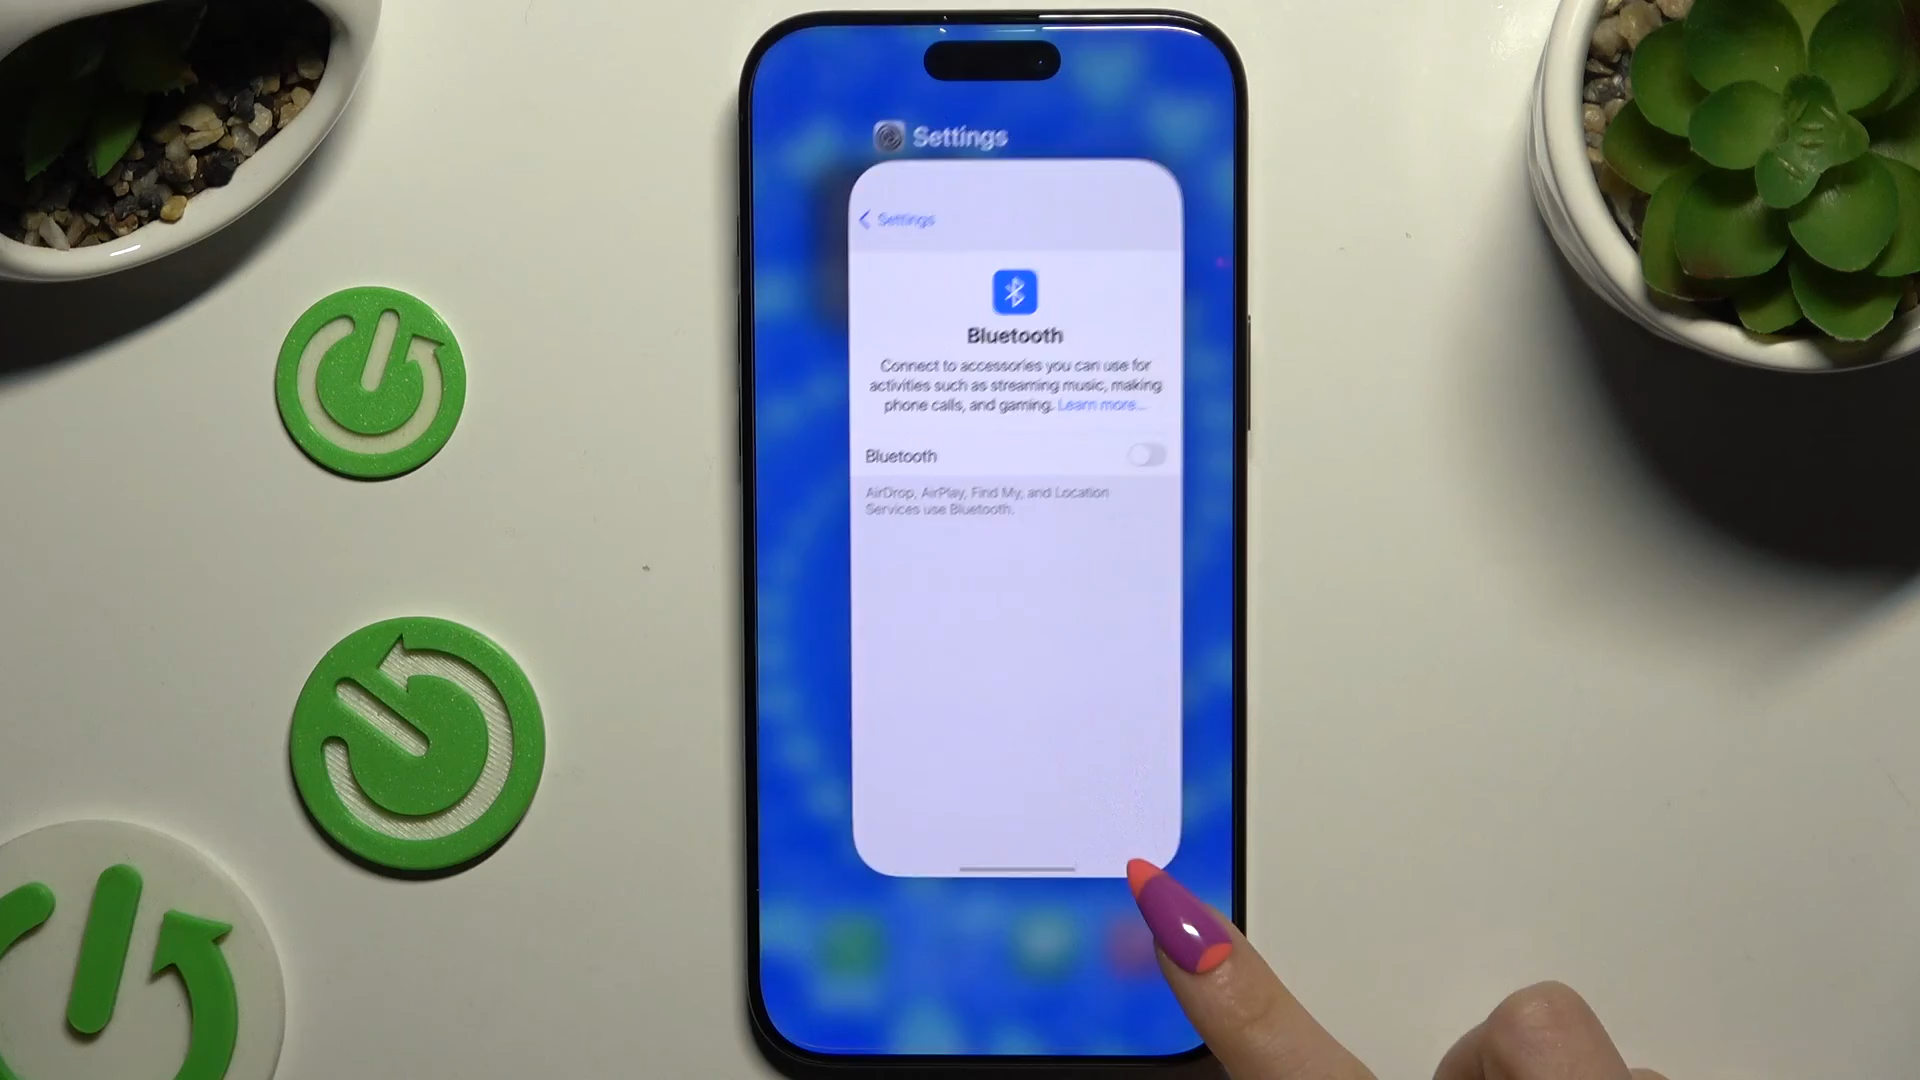 Settings
Settings
Bluetooth
Connect to accessories you can use for
activities such as streaming music, making
phone calls, and gaming. Learn more...
Bluetooth
AirDrop, AirPlay, Find My, and Location
Services use Bluetooth.